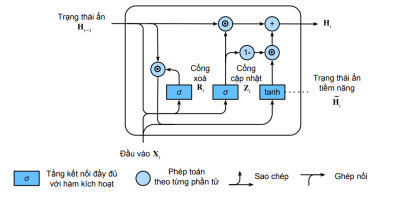 Trạng thái ẩn
H_{t−1}
H_t
1-
Cổng
xoá
R_t
Cổng
cập nhật
Z_t
σ
σ
tanh
Trạng thái ẩn
tiềm năng
H̃_t
Đầu vào X_t
σ
Tầng kết nối đầy đủ
với hàm kích hoạt
Phép toán
theo từng phần tử
Sao chép
Ghép nối